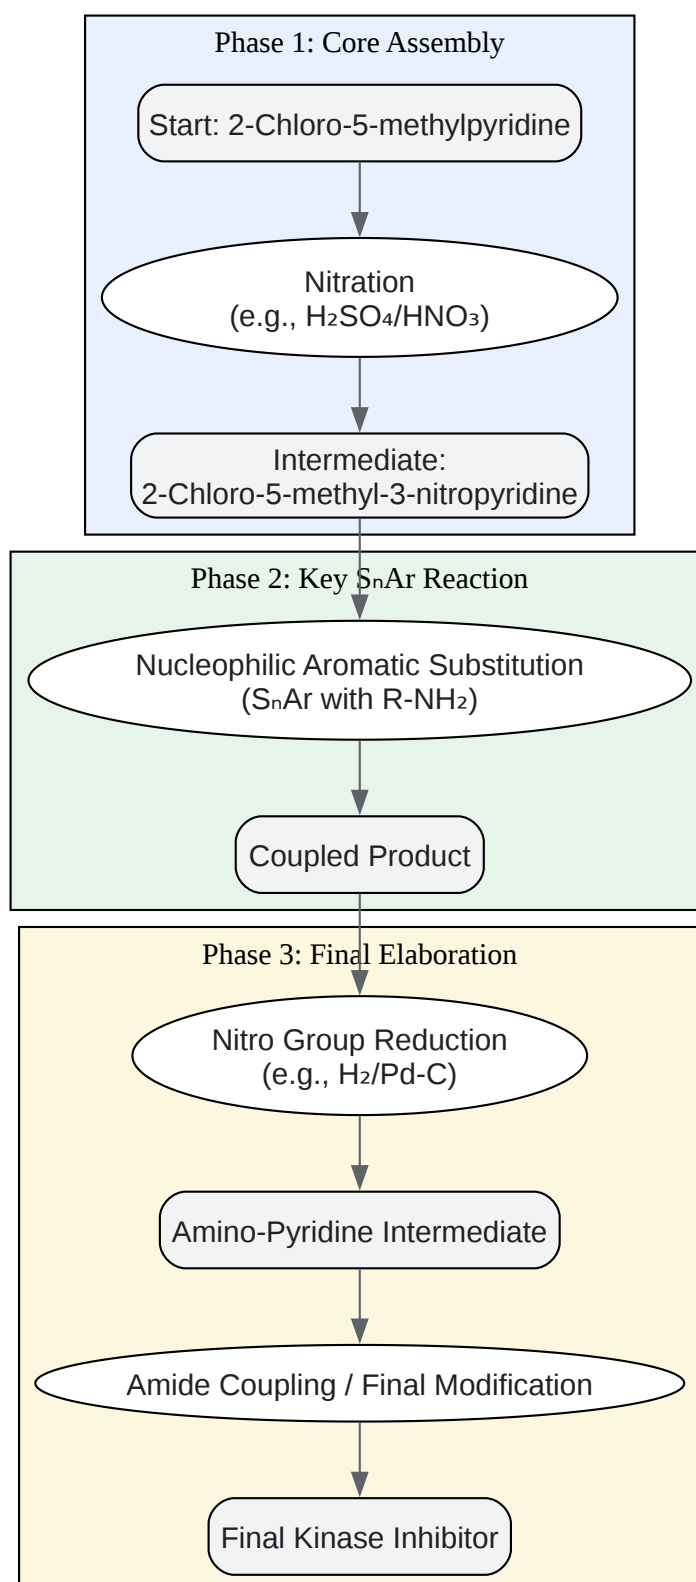 Phase 1: Core Assembly
Start: 2-Chloro-5-methylpyridine
Nitration
(e.g., H₂SO₄/HNO₃)
Intermediate:
2-Chloro-5-methyl-3-nitropyridine
Phase 2: Key SₙAr Reaction
Nucleophilic Aromatic Substitution
(SₙAr with R-NH₂)
Coupled Product
Phase 3: Final Elaboration
Nitro Group Reduction
(e.g., H₂/Pd-C)
Amino-Pyridine Intermediate
Amide Coupling / Final Modification
Final Kinase Inhibitor